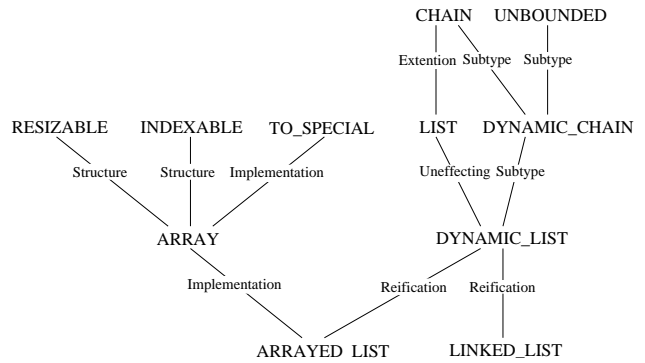 CHAIN UNBOUNDED
Extention Subtype Subtype
RESIZABLE INDEXABLE TO_SPECIAL LIST DYNAMIC_CHAIN
Structure Structure Implementation Uneffecting Subtype
ARRAY DYNAMIC_LIST
Implementation Reification Reification
ARRAYED_LIST LINKED_LIST